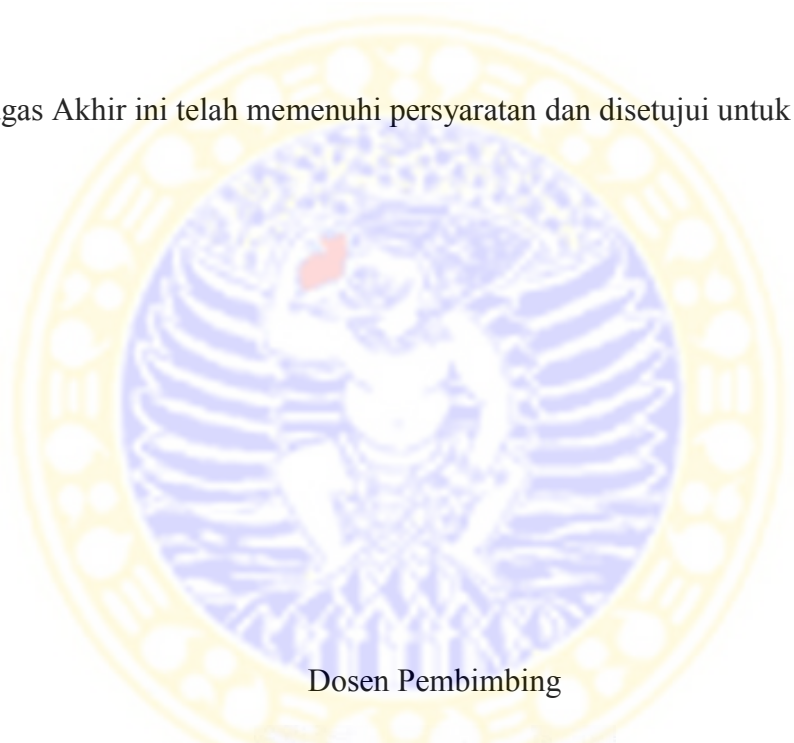 gas Akhir ini telah memenuhi persyaratan dan disetujui untuk
Dosen Pembimbing